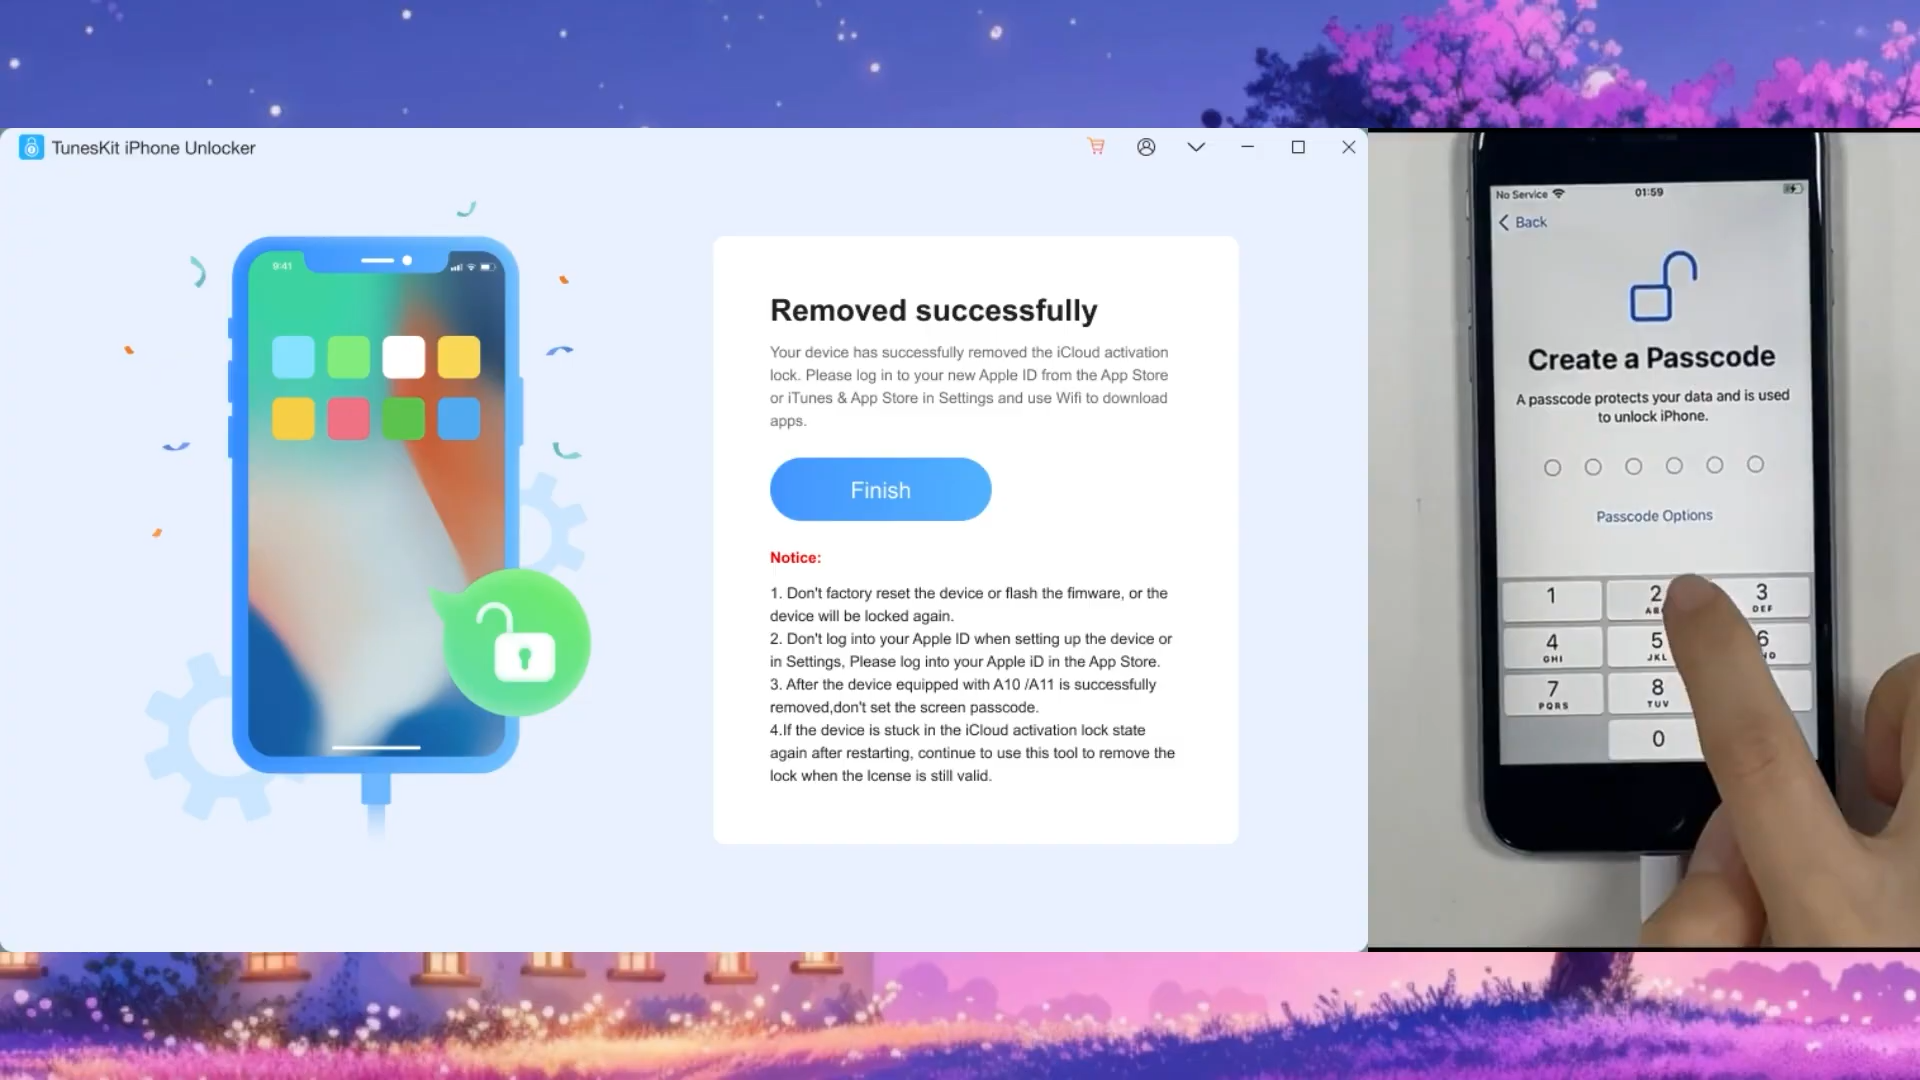 TunesKit iPhone Unlocker
9:41
Removed successfully
Your device has successfully removed the iCloud activation
lock. Please log in to your new Apple ID from the App Store
or iTunes & App Store in Settings and use Wifi to download
apps.
Finish
Notice:
1. Don't factory reset the device or flash the fimware, or the
device will be locked again.
2. Don't log into your Apple ID when setting up the device or
in Settings, Please log into your Apple iD in the App Store.
3. After the device equipped with A10 /A11 is successfully
removed,don't set the screen passcode.
4.If the device is stuck in the iCloud activation lock state
again after restarting, continue to use this tool to remove the
lock when the lcense is still valid.
No Service 01:59
Back
Create a Passcode
A passcode protects your data and is used
to unlock iPhone.
Passcode Options
1 2 3
DEF
4 5 6
GHI JKL
7 8
PQRS TUV
0